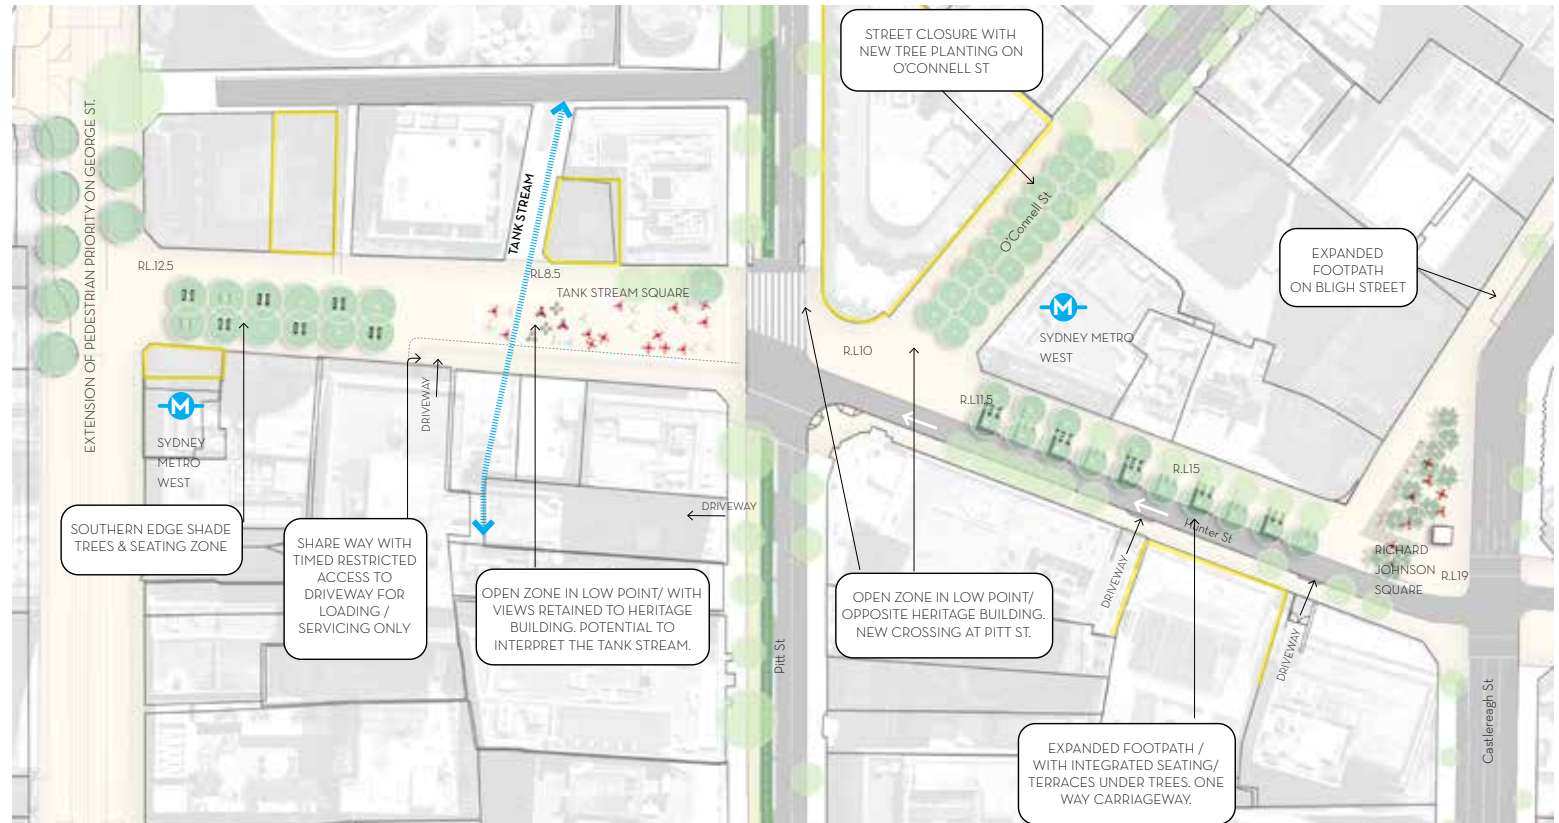 STREET CLOSURE WITH
NEW TREE PLANTING ON
O'CONNELL ST
EXTENSION OF PEDESTRIAN PRIORITY ON GEORGE ST.
TANK STREAM
O'Connell St
EXPANDED
FOOTPATH
ON BLIGH STREET
RL.12.5
RL8.5
TANK STREAM SQUARE
M
SYDNEY METRO
WEST
R.L10
DRIVEWAY
R.L11.5
M
SYDNEY
METRO
WEST
R.L15
DRIVEWAY
Hunter St
SOUTHERN EDGE SHADE
TREES & SEATING ZONE
SHARE WAY WITH
TIMED RESTRICTED
ACCESS TO
DRIVEWAY FOR
LOADING /
SERVICING ONLY
OPEN ZONE IN LOW POINT/ WITH
VIEWS RETAINED TO HERITAGE
BUILDING. POTENTIAL TO
INTERPRET THE TANK STREAM.
OPEN ZONE IN LOW POINT/
OPPOSITE HERITAGE BUILDING.
NEW CROSSING AT PITT ST.
DRIVEWAY
RICHARD
JOHNSON
SQUARE
R.L19
DRIVEWAY
Pitt St
Castlereagh St
EXPANDED FOOTPATH /
WITH INTEGRATED SEATING/
TERRACES UNDER TREES. ONE
WAY CARRIAGEWAY.